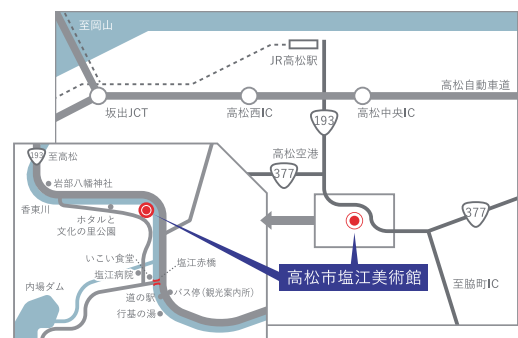 至岡山
JR高松駅
高松自動車道
坂出JCT
高松西IC
高松中央IC
193
高松空港
377
377
193
至高松
岩部八幡神社
香東川
ホタルと
文化の里公園
高松市塩江美術館
至脇町IC
いこい食堂
塩江赤橋
塩江病院
内場ダム
道の駅
バス停(観光案内所)
行基の湯